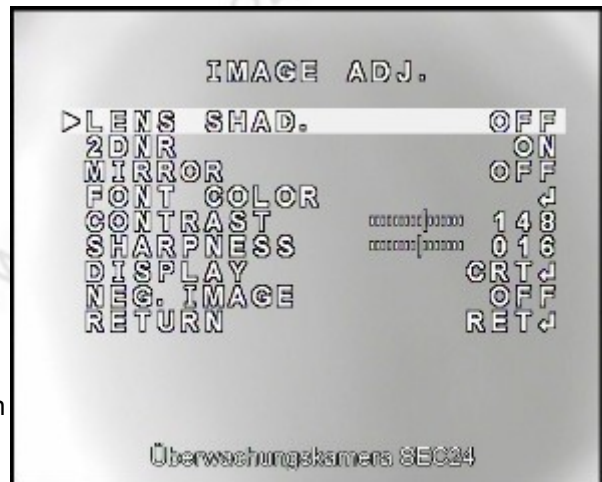 IMAGE ADJ.
>LENS SHAD. OFF
2DNR ON
MIRROR OFF
FONT COLOR ↲
CONTRAST 148
SHARPNESS 016
DISPLAY CRT↲
NEG. IMAGE OFF
RETURN RET↲
Überwachungskamera SEC24